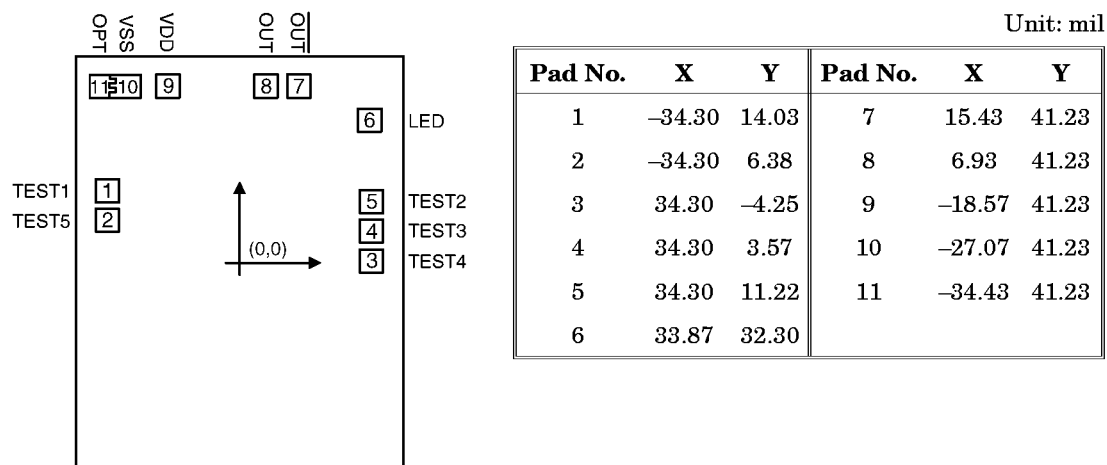 OPT
VSS
VDD
OUT
OUT
11 10 9 8 7
6 LED
TEST1 1
TEST5 2
5 TEST2
4 TEST3
3 TEST4
(0,0)
Unit: mil
Pad No. X Y Pad No. X Y
1 –34.30 14.03 7 15.43 41.23
2 –34.30 6.38 8 6.93 41.23
3 34.30 –4.25 9 –18.57 41.23
4 34.30 3.57 10 –27.07 41.23
5 34.30 11.22 11 –34.43 41.23
6 33.87 32.30